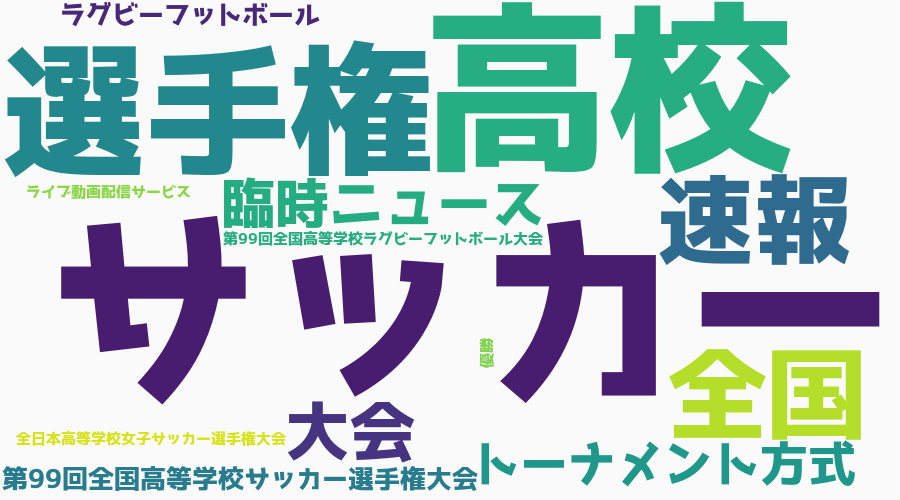 ラグビーフットボール
選手権
高校
ライブ動画配信サービス
臨時ニュース
速報
第99回全国高等学校ラグビーフットボール大会
サッカー
優勝
全国
大会
全日本高等学校女子サッカー選手権大会
トーナメント方式
第99回全国高等学校サッカー選手権大会